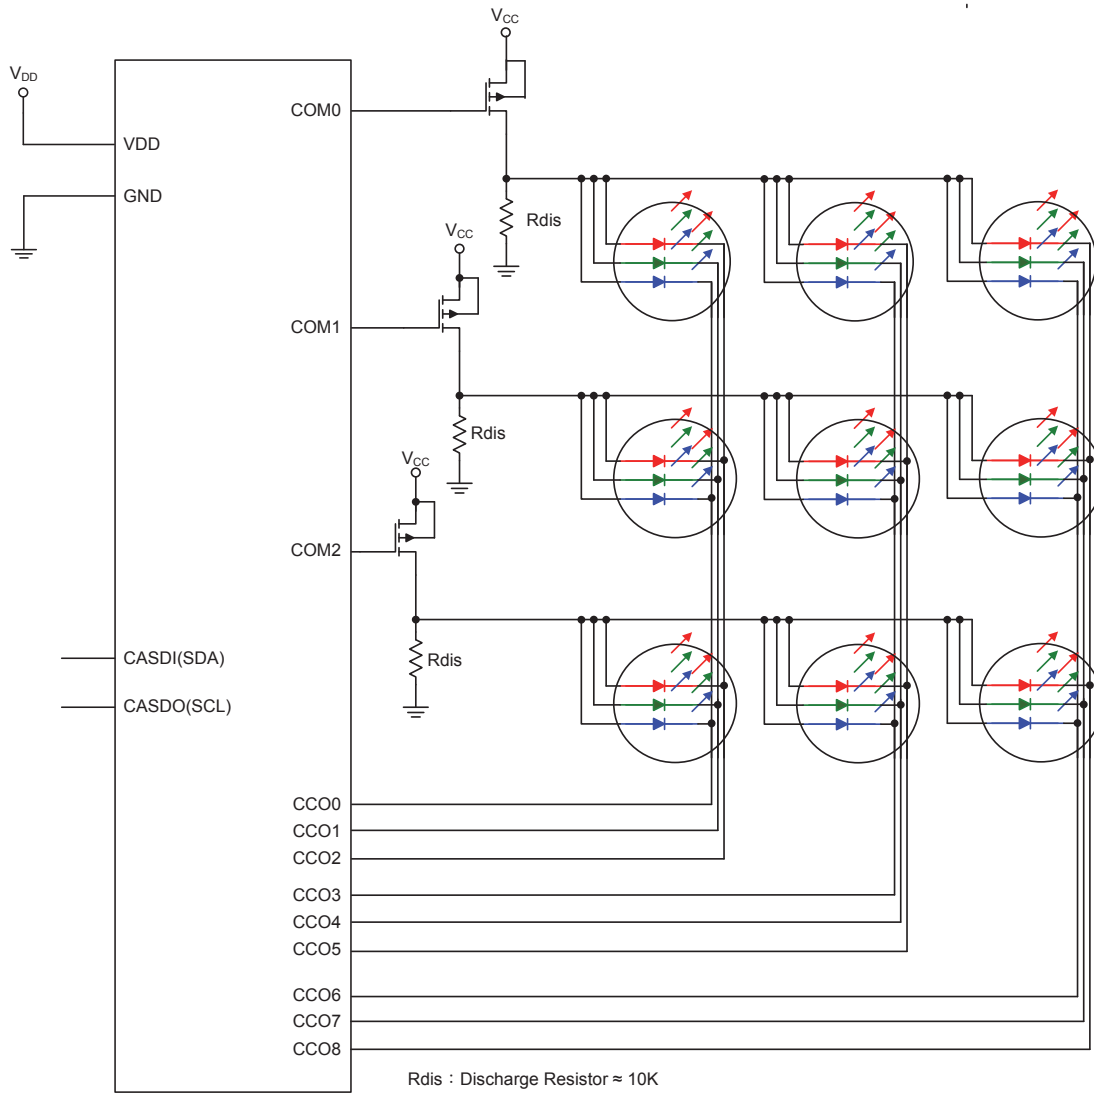 VCC
VDD
COM0
VDD
GND
Rdis
VCC
COM1
Rdis
VCC
COM2
CASDI(SDA)
Rdis
CASDO(SCL)
CCO0
CCO1
CCO2
CCO3
CCO4
CCO5
CCO6
CCO7
CCO8
Rdis : Discharge Resistor ≈ 10K